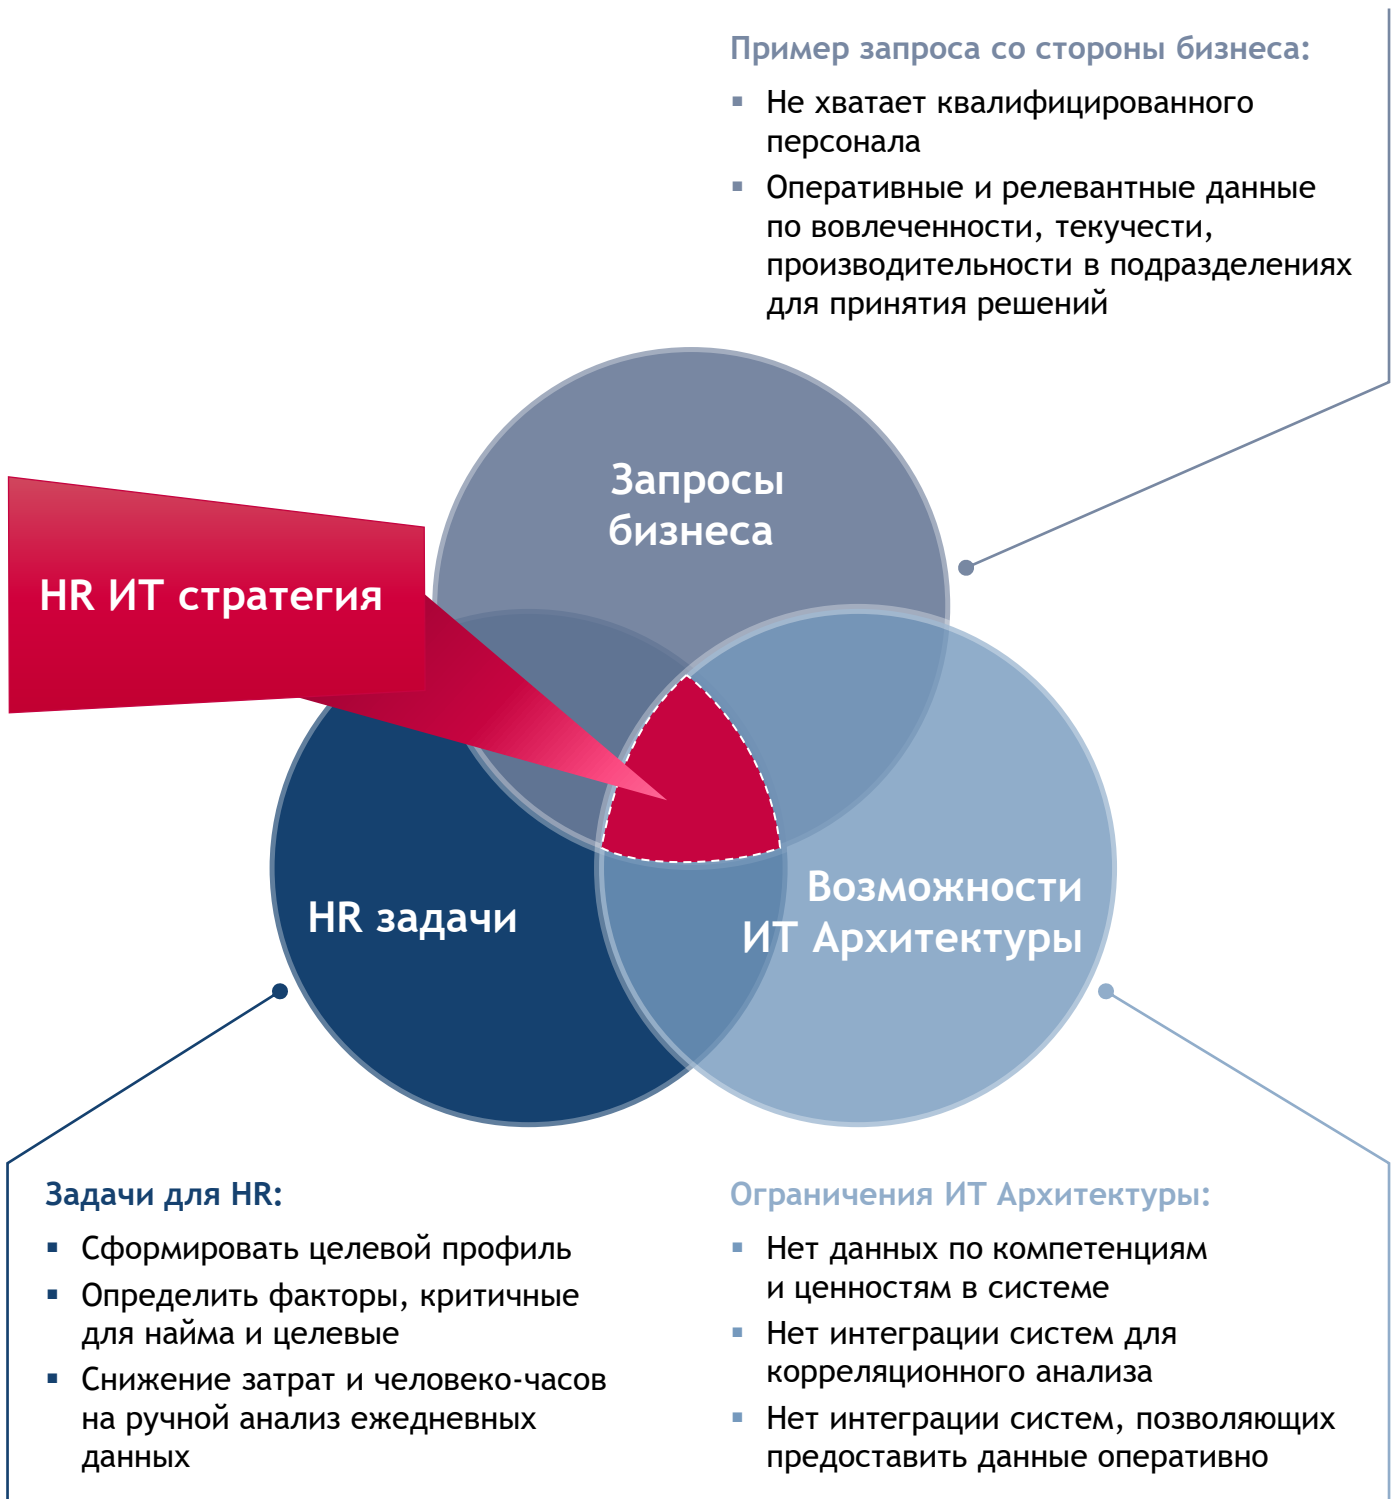 Пример запроса со стороны бизнеса:
▪ Не хватает квалифицированного
персонала
▪ Оперативные и релевантные данные
по вовлеченности, текучести,
производительности в подразделениях
для принятия решений
Запросы
бизнеса
HR ИТ стратегия
HR задачи
Возможности
ИТ Архитектуры
Задачи для HR:
▪ Сформировать целевой профиль
▪ Определить факторы, критичные
для найма и целевые
▪ Снижение затрат и человеко-часов
на ручной анализ ежедневных
данных
Ограничения ИТ Архитектуры:
▪ Нет данных по компетенциям
и ценностям в системе
▪ Нет интеграции систем для
корреляционного анализа
▪ Нет интеграции систем, позволяющих
предоставить данные оперативно